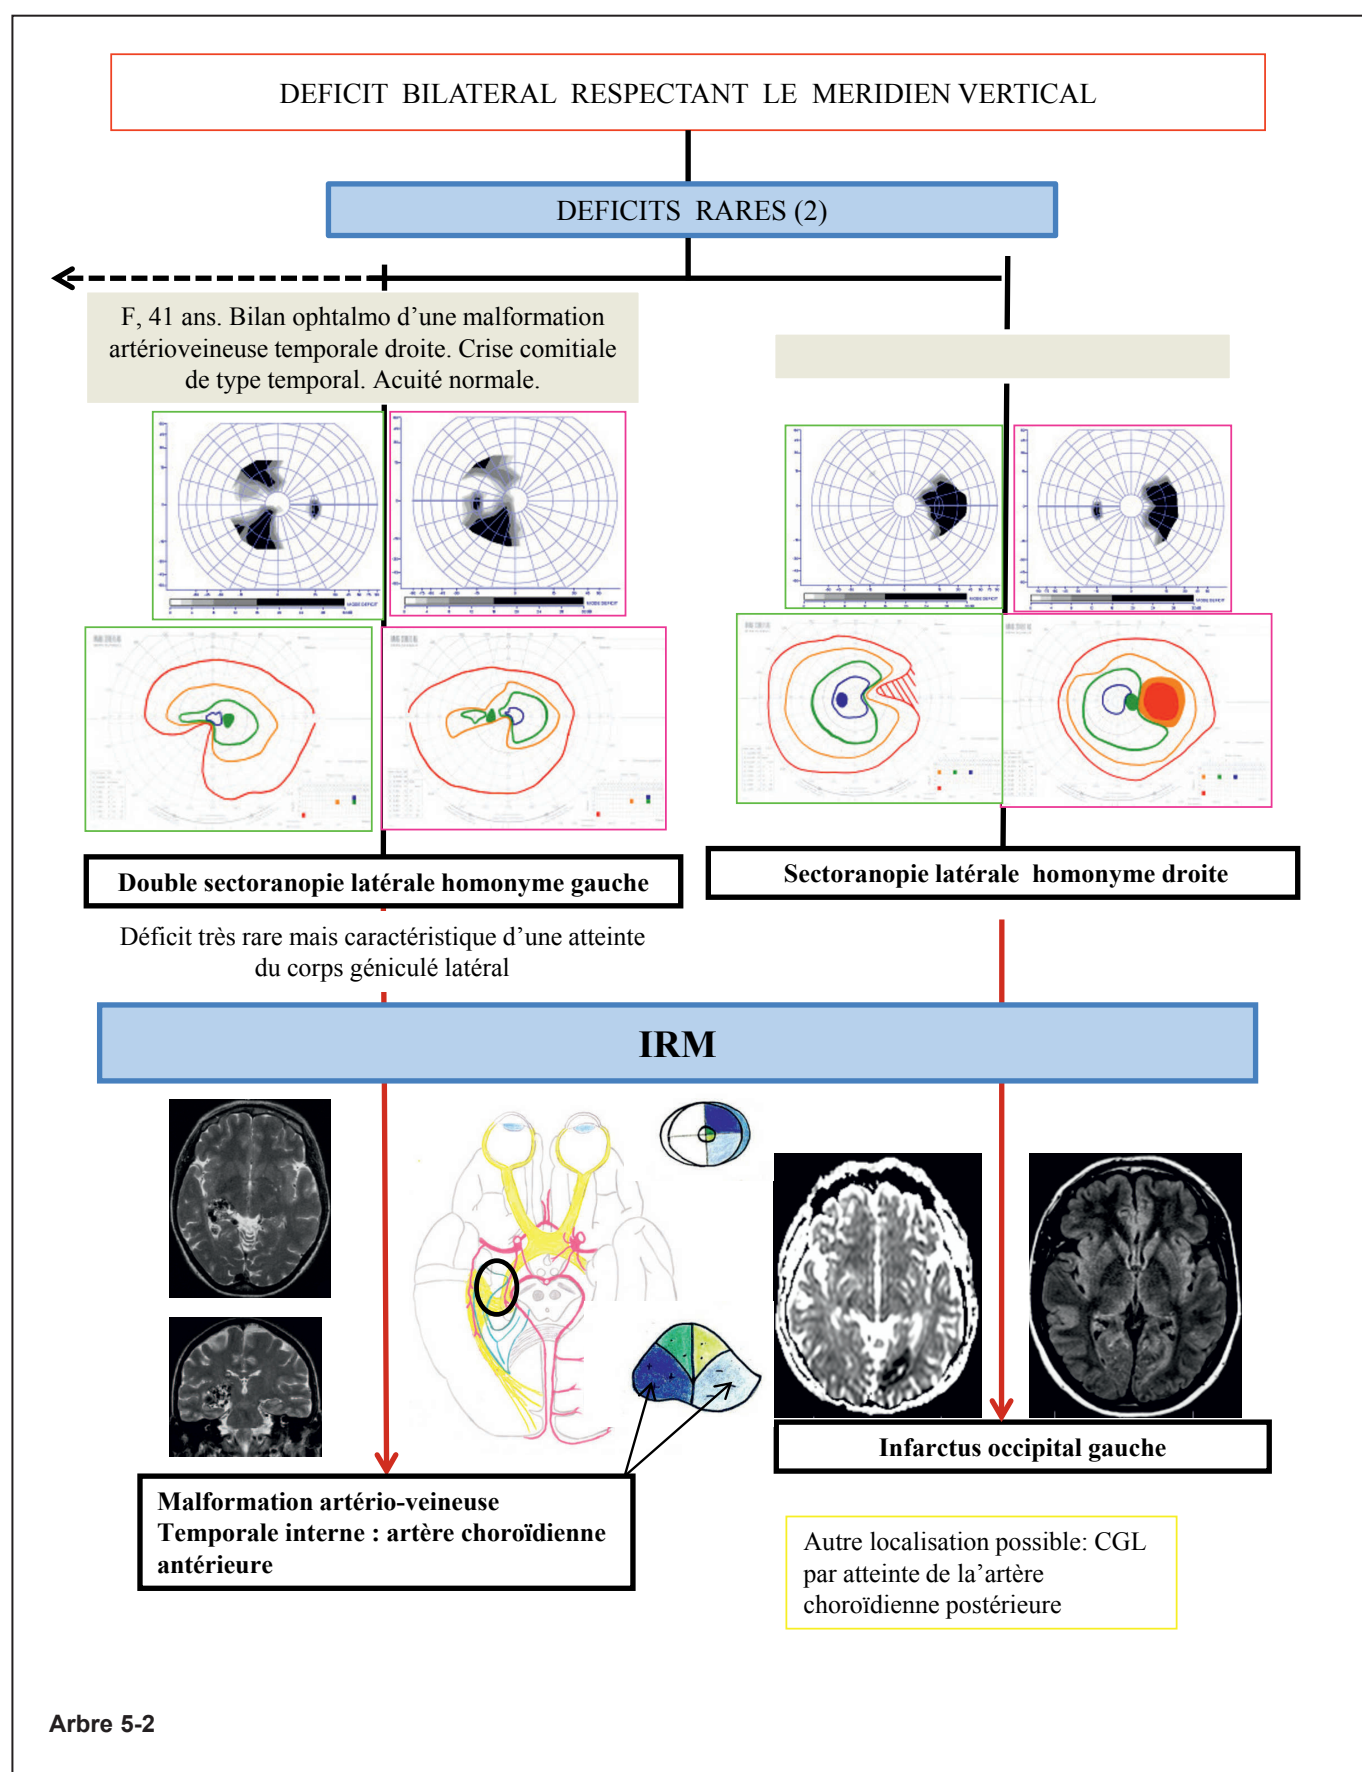 DEFICIT BILATERAL RESPECTANT LE MERIDIEN VERTICAL
DEFICITS RARES (2)
F, 41 ans. Bilan ophtalmo d’une malformation
artérioveineuse temporale droite. Crise comitiale
de type temporal. Acuité normale.
Double sectoranopie latérale homonyme gauche
Sectoranopie latérale homonyme droite
Déficit très rare mais caractéristique d’une atteinte
du corps géniculé latéral
IRM
Infarctus occipital gauche
Malformation artério-veineuse
Temporale interne : artère choroïdienne
antérieure
Autre localisation possible: CGL
par atteinte de la’artère
choroïdienne postérieure
Arbre 5-2